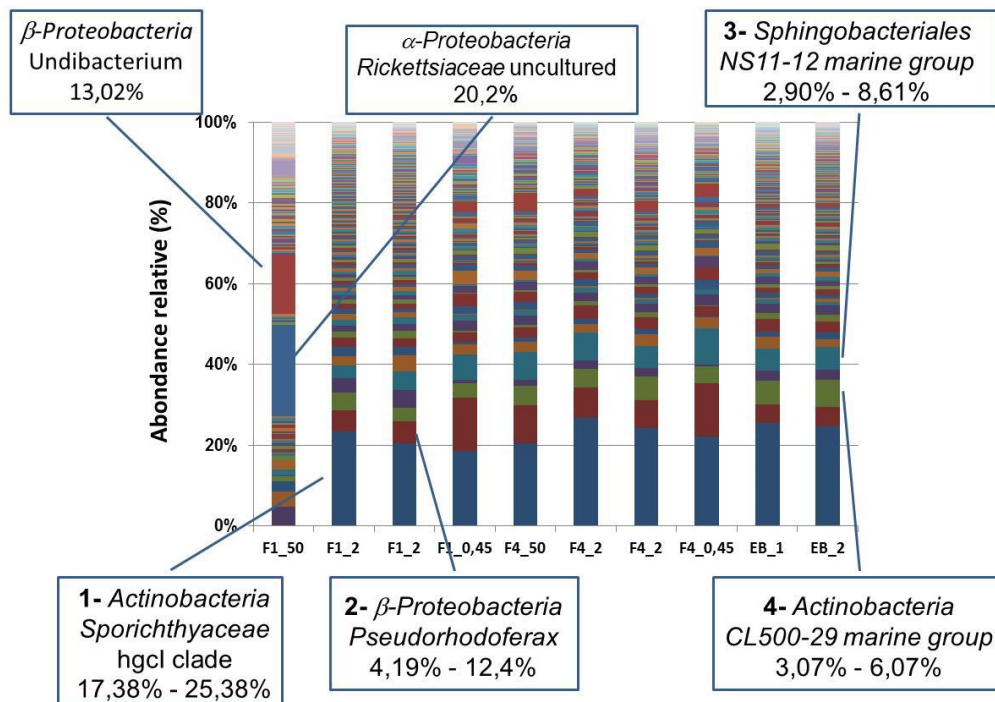 β-Proteobacteria
Undibacterium
13,02%
α-Proteobacteria
Rickettsiaceae uncultured
20,2%
3- Sphingobacteriales
NS11-12 marine group
2,90% - 8,61%
Abondance relative (%)
100%
80%
60%
40%
20%
0%
F1_50 F1_2 F1_2 F1_0,45 F4_50 F4_2 F4_2 F4_0,45 EB_1 EB_2
1- Actinobacteria
Sporichthyaceae
hgcI clade
17,38% - 25,38%
2- β-Proteobacteria
Pseudorhodoferax
4,19% - 12,4%
4- Actinobacteria
CL500-29 marine group
3,07% - 6,07%